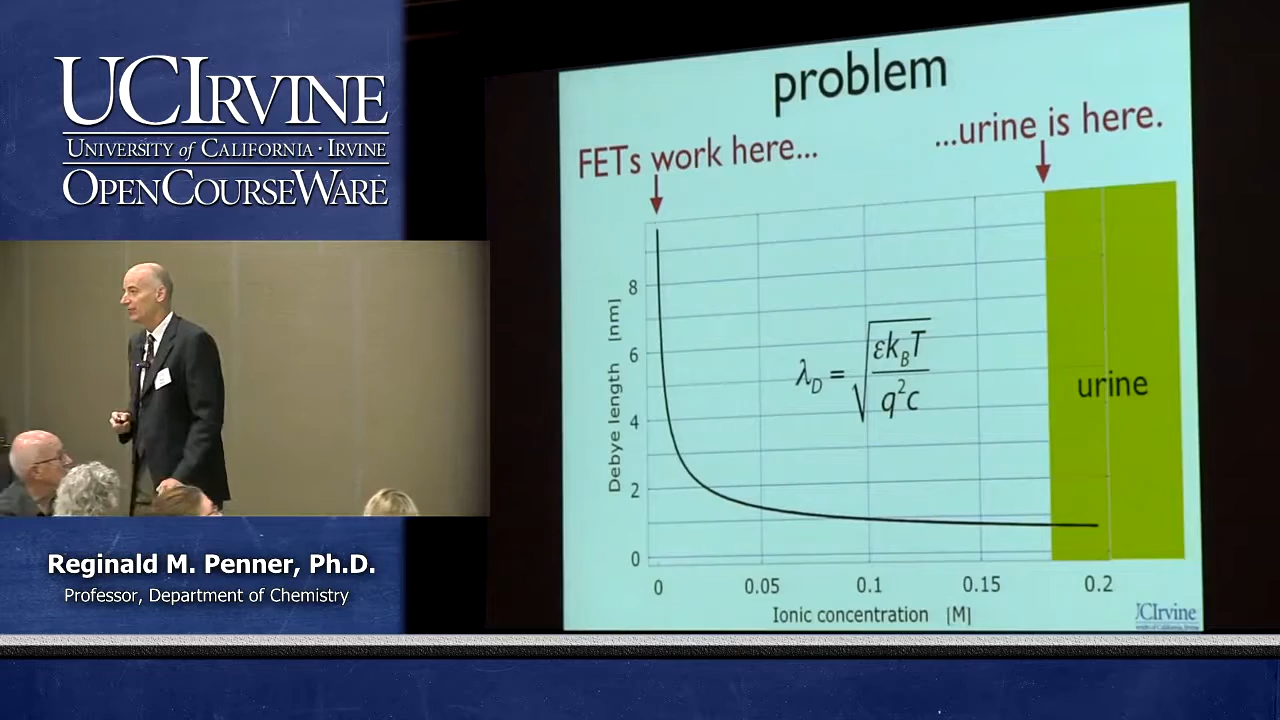 UCIRVINE
UNIVERSITY of CALIFORNIA · IRVINE
OPENCOURSEWARE
Reginald M. Penner, Ph.D.
Professor, Department of Chemistry
problem
FETs work here...
...urine is here.
8
6
4
2
0
Debye length [nm]
λD = √(εkBT / q²c)
urine
0 0.05 0.1 0.15 0.2
Ionic concentration [M]
UCIrvine